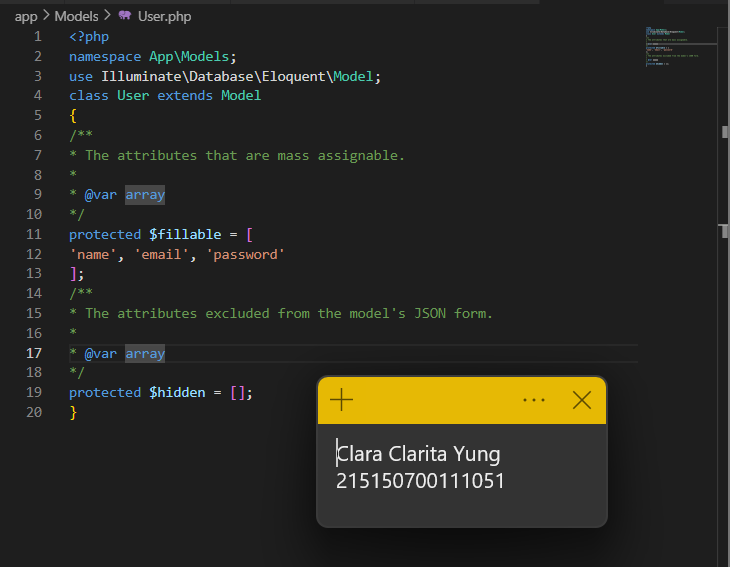 app > Models > User.php
1 <?php
2 namespace App\Models;
3 use Illuminate\Database\Eloquent\Model;
4 class User extends Model
5 {
6 /**
7 * The attributes that are mass assignable.
8 *
9 * @var array
10 */
11 protected $fillable = [
12 'name', 'email', 'password'
13 ];
14 /**
15 * The attributes excluded from the model's JSON form.
16 *
17 * @var array
18 */
19 protected $hidden = [];
20 }
Clara Clarita Yung
215150700111051